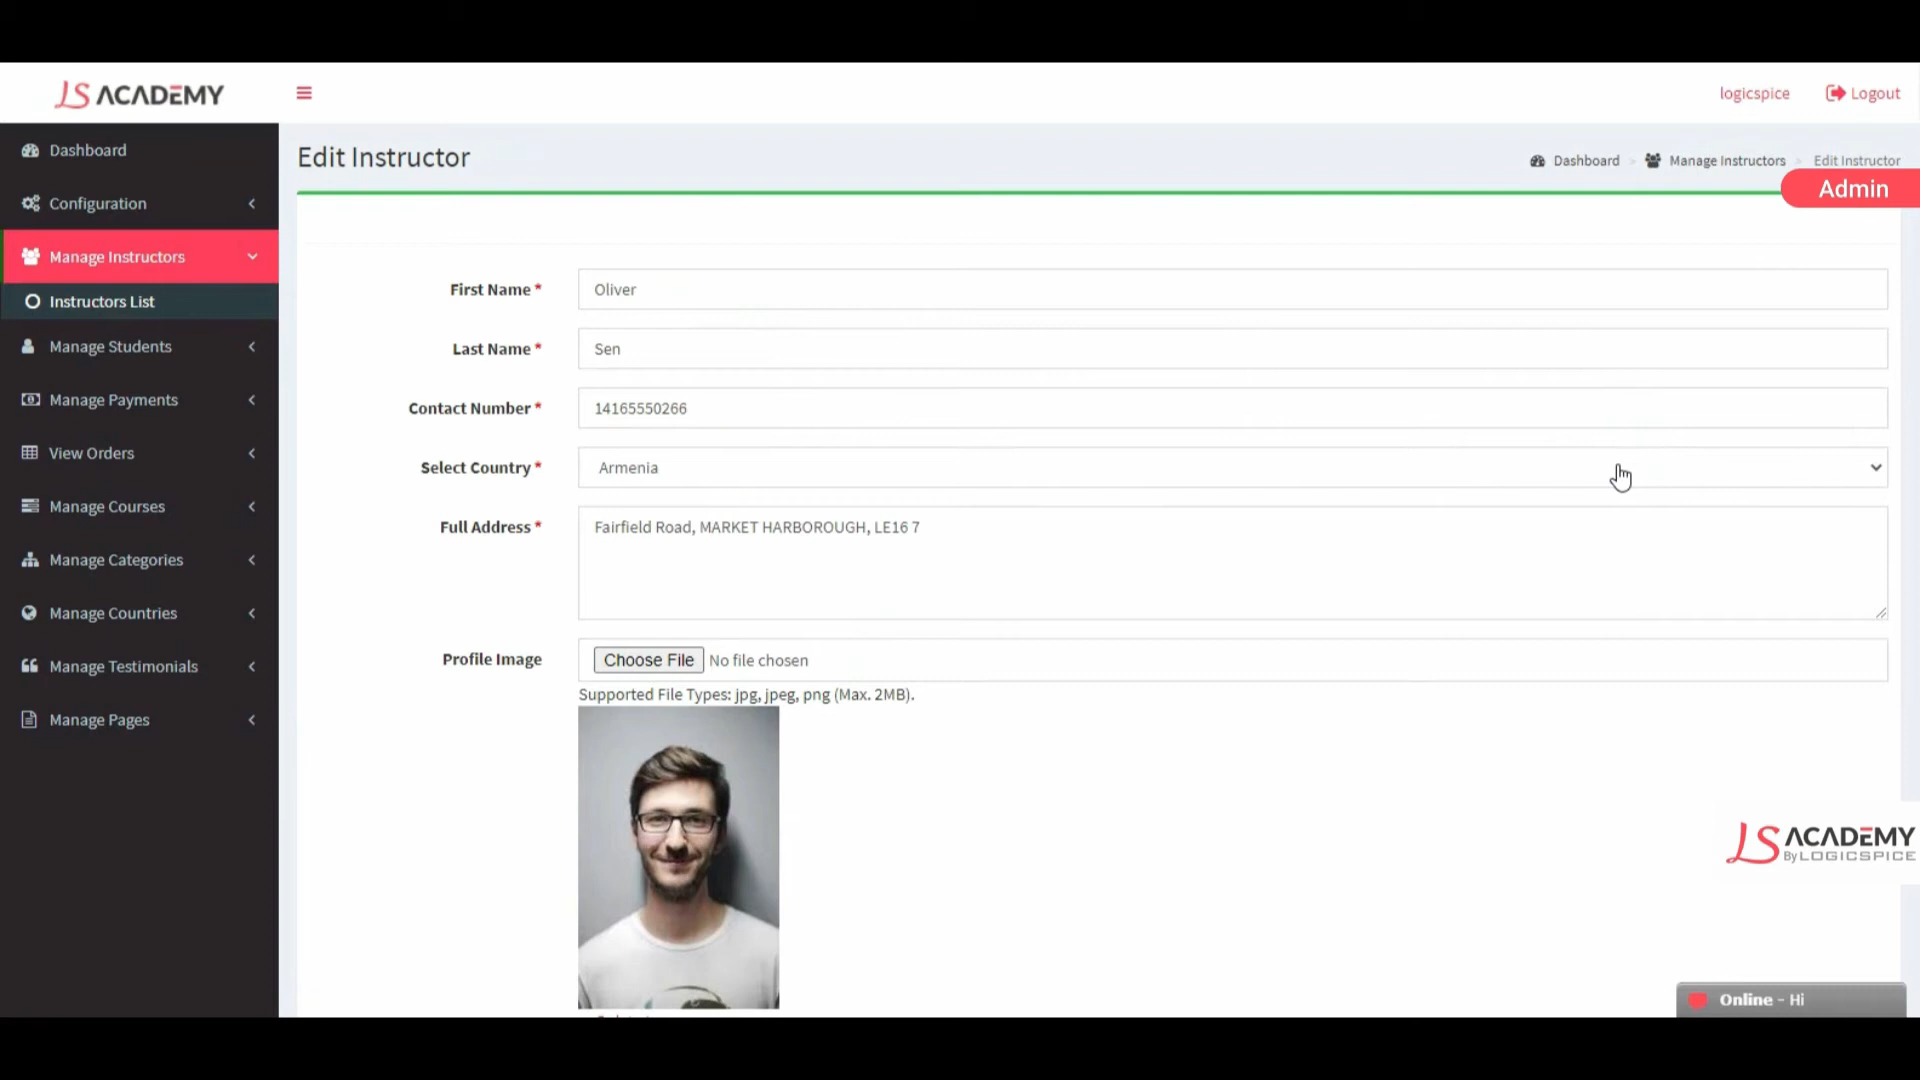 LS ACADEMY
logicspice
Logout
Dashboard
Configuration
Manage Instructors
Instructors List
Manage Students
Manage Payments
View Orders
Manage Courses
Manage Categories
Manage Countries
Manage Testimonials
Manage Pages
Edit Instructor
Dashboard > Manage Instructors > Edit Instructor
Admin
First Name * Oliver
Last Name * Sen
Contact Number * 14165550266
Select Country * Armenia
Full Address * Fairfield Road, MARKET HARBOROUGH, LE16 7
Profile Image Choose File No file chosen
Supported File Types: jpg, jpeg, png (Max. 2MB).
LS ACADEMY
By LOGICSPICE
Online - Hi